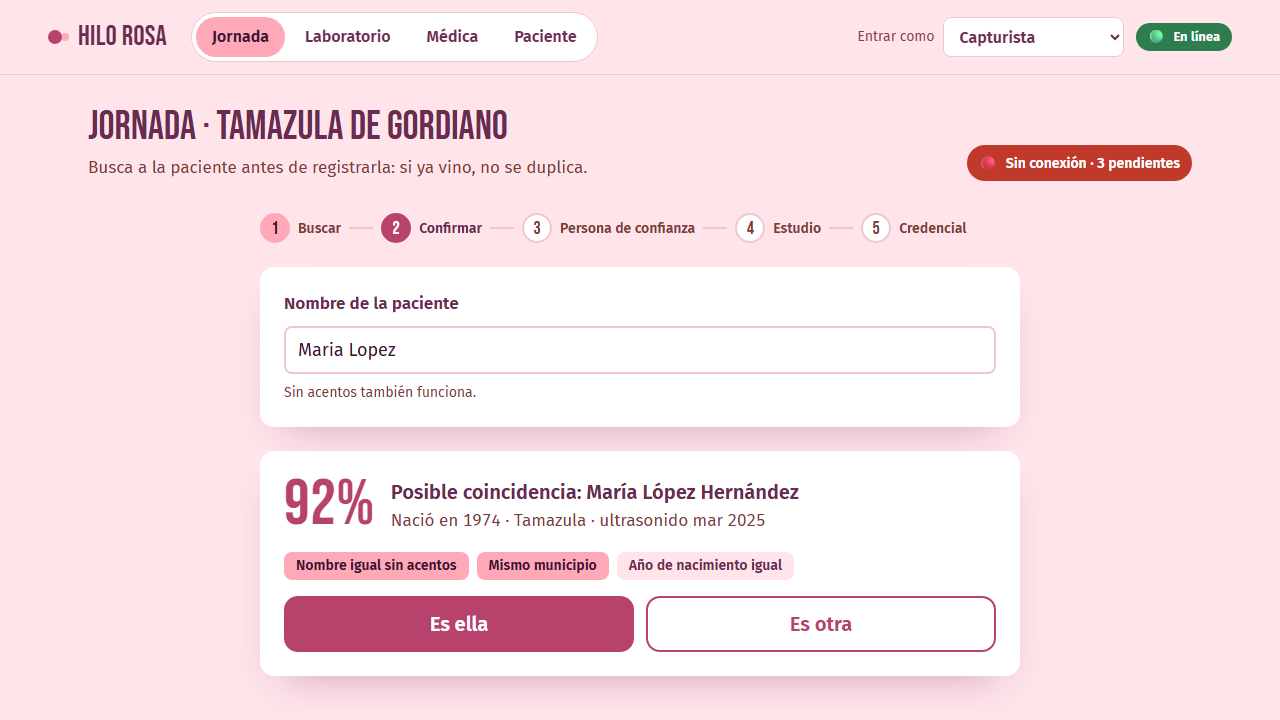 HILO ROSA
Jornada
Laboratorio
Médica
Paciente
Entrar como
Capturista
En línea
JORNADA · TAMAZULA DE GORDIANO
Busca a la paciente antes de registrarla: si ya vino, no se duplica.
Sin conexión · 3 pendientes
1 Buscar
2 Confirmar
3 Persona de confianza
4 Estudio
5 Credencial
Nombre de la paciente
Maria Lopez
Sin acentos también funciona.
92%
Posible coincidencia: María López Hernández
Nació en 1974 · Tamazula · ultrasonido mar 2025
Nombre igual sin acentos
Mismo municipio
Año de nacimiento igual
Es ella
Es otra